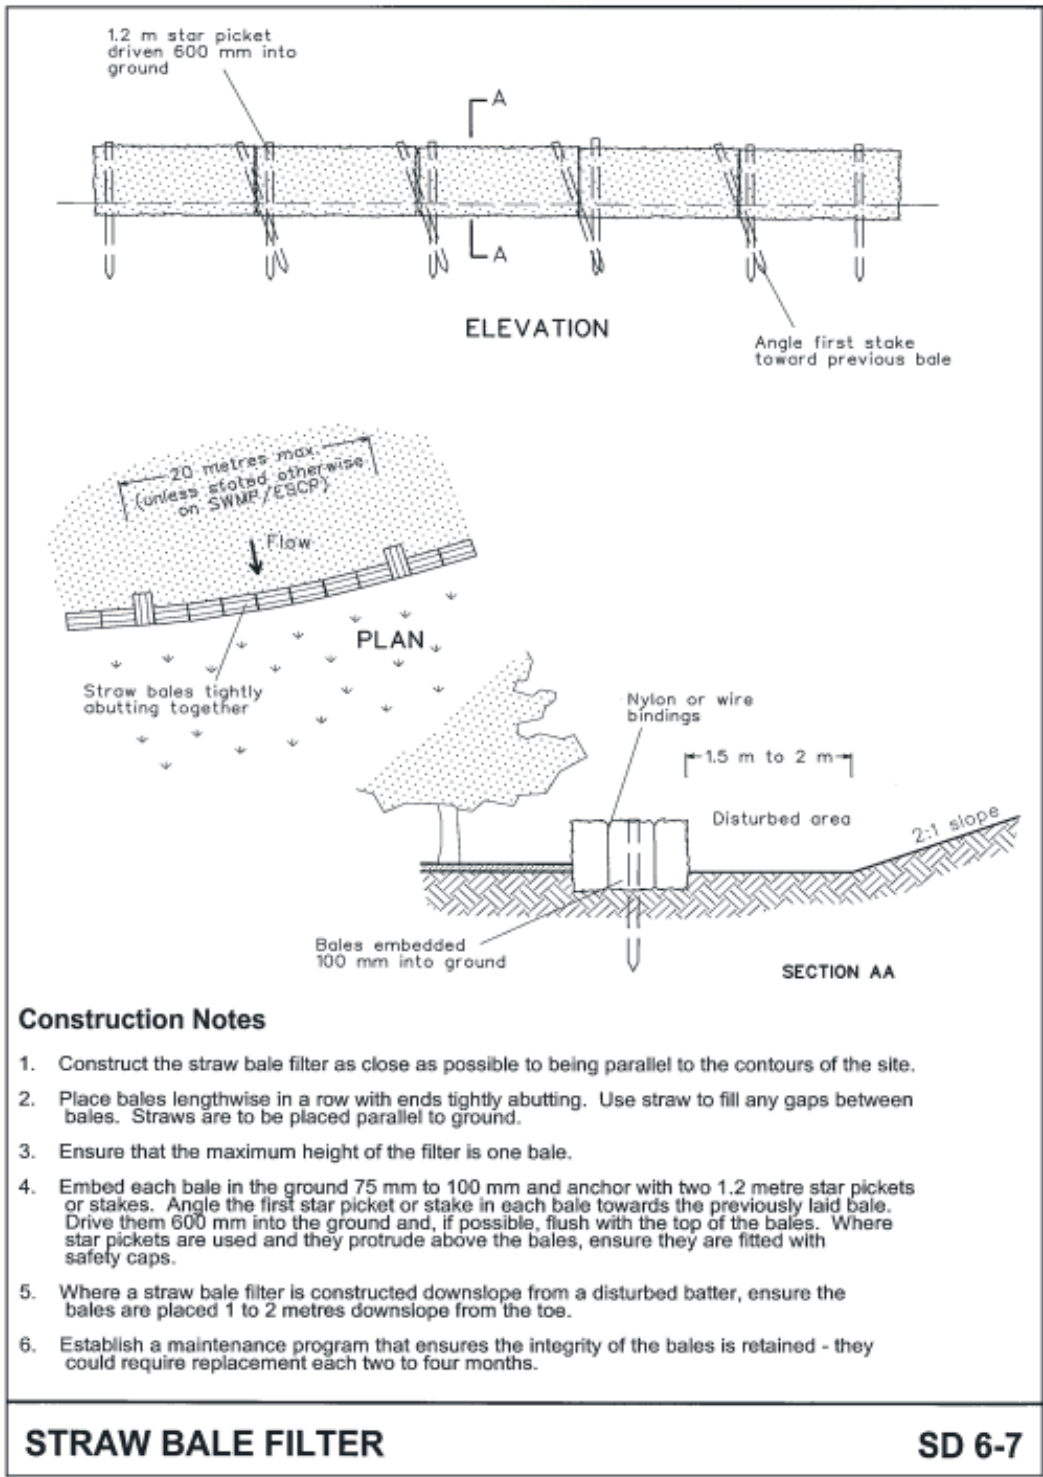 1.2 m star picket
driven 600 mm into
ground
A
A
ELEVATION
Angle first stake
toward previous bale
20 metres max.
(unless stated otherwise
on SWMP/ESCP)
Flow
PLAN
Straw bales tightly
abutting together
Nylon or wire
bindings
1.5 m to 2 m
Disturbed area
2:1 slope
Bales embedded
100 mm into ground
SECTION AA
Construction Notes
1. Construct the straw bale filter as close as possible to being parallel to the contours of the site.
2. Place bales lengthwise in a row with ends tightly abutting. Use straw to fill any gaps between
bales. Straws are to be placed parallel to ground.
3. Ensure that the maximum height of the filter is one bale.
4. Embed each bale in the ground 75 mm to 100 mm and anchor with two 1.2 metre star pickets
or stakes. Angle the first star picket or stake in each bale towards the previously laid bale.
Drive them 600 mm into the ground and, if possible, flush with the top of the bales. Where
star pickets are used and they protrude above the bales, ensure they are fitted with
safety caps.
5. Where a straw bale filter is constructed downslope from a disturbed batter, ensure the
bales are placed 1 to 2 metres downslope from the toe.
6. Establish a maintenance program that ensures the integrity of the bales is retained - they
could require replacement each two to four months.
STRAW BALE FILTER
SD 6-7